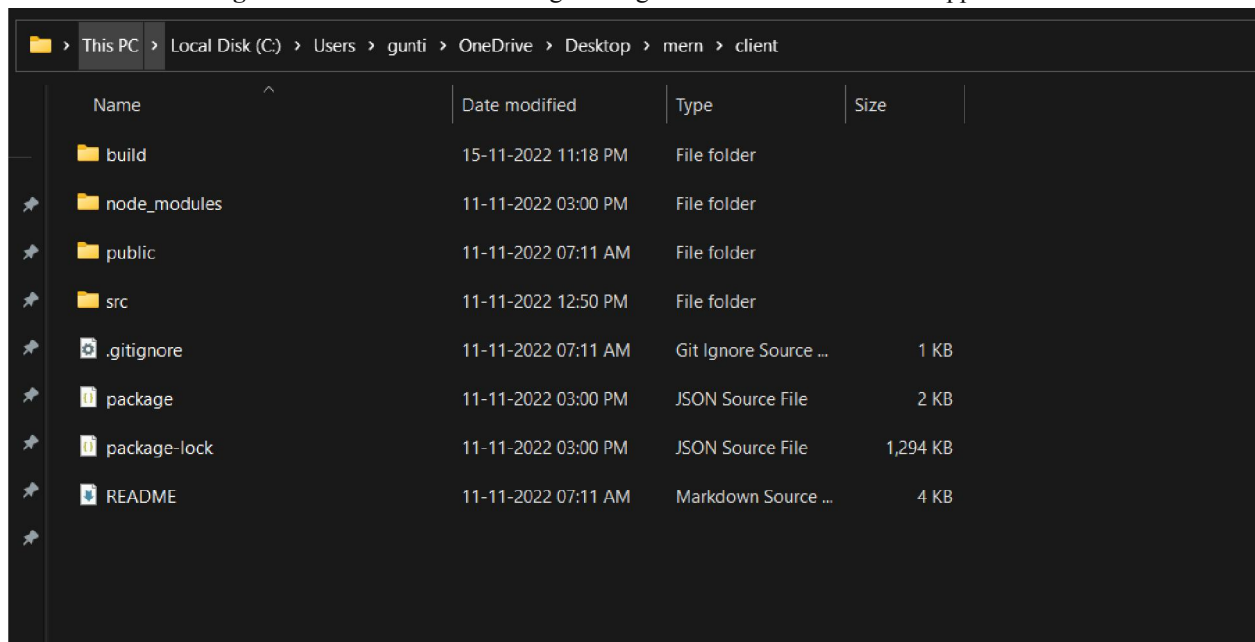 This PC > Local Disk (C:) > Users > gunti > OneDrive > Desktop > mern > client
Name Date modified Type Size
build 15-11-2022 11:18 PM File folder
node_modules 11-11-2022 03:00 PM File folder
public 11-11-2022 07:11 AM File folder
src 11-11-2022 12:50 PM File folder
.gitignore 11-11-2022 07:11 AM Git Ignore Source ... 1 KB
package 11-11-2022 03:00 PM JSON Source File 2 KB
package-lock 11-11-2022 03:00 PM JSON Source File 1,294 KB
README 11-11-2022 07:11 AM Markdown Source ... 4 KB